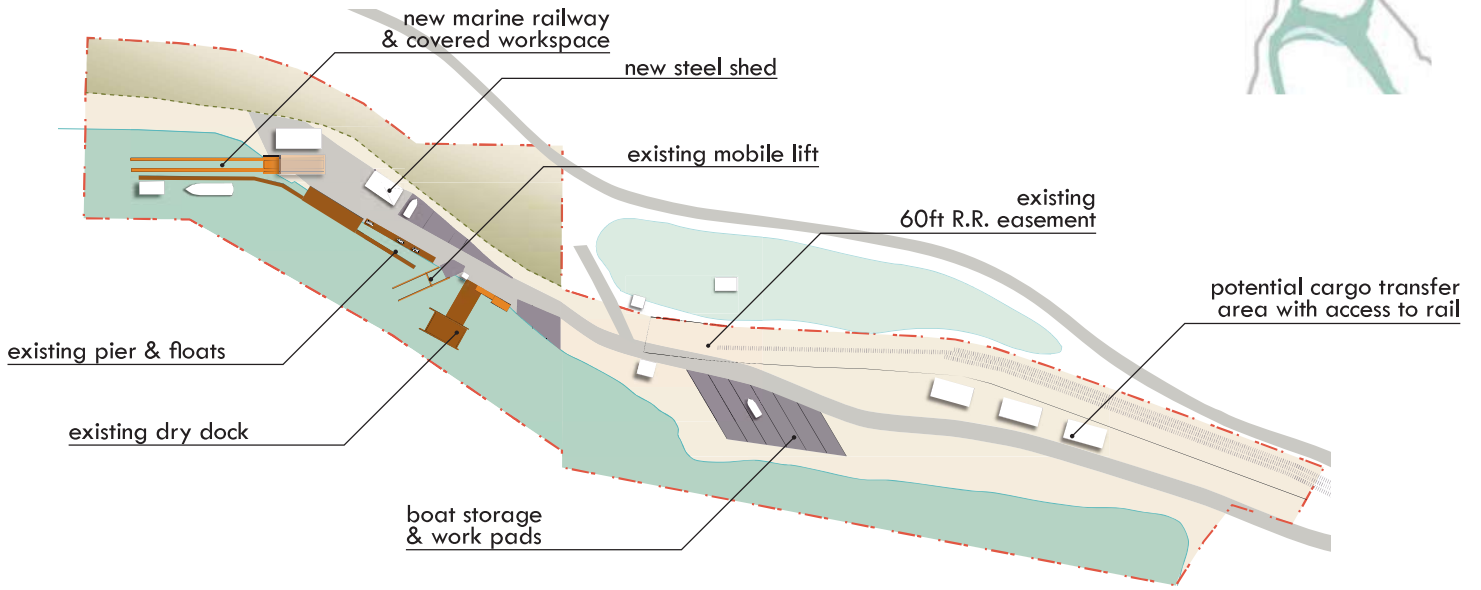 new marine railway
& covered workspace
new steel shed
existing mobile lift
existing
60ft R.R. easement
potential cargo transfer
area with access to rail
existing pier & floats
existing dry dock
boat storage
& work pads